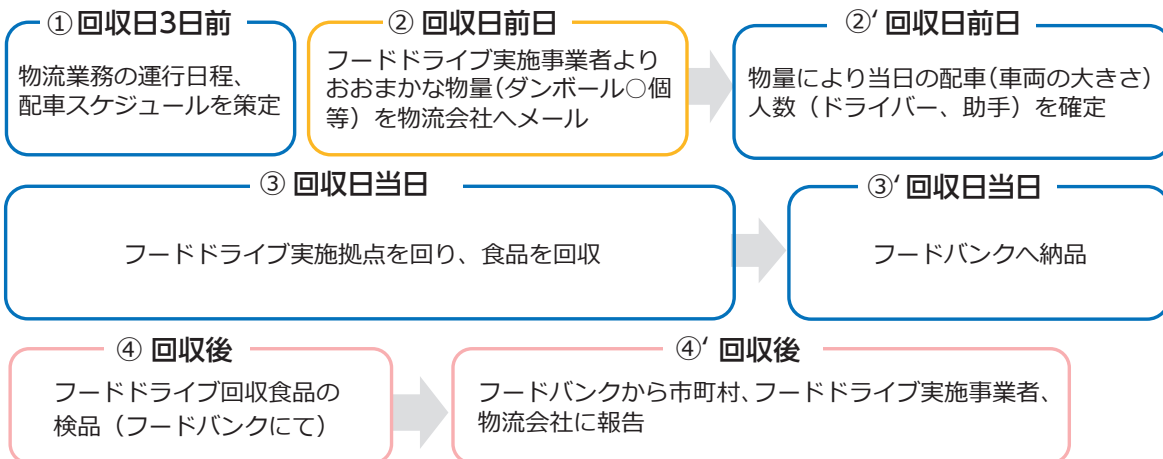 ① 回収日3日前
物流業務の運行日程、
配車スケジュールを策定
② 回収日前日
フードドライブ実施事業者より
おおまかな物量(ダンボール○個
等)を物流会社へメール
②‘ 回収日前日
物量により当日の配車(車両の大きさ)
人数(ドライバー、助手)を確定
③ 回収日当日
フードドライブ実施拠点を回り、食品を回収
③‘ 回収日当日
フードバンクへ納品
④ 回収後
フードドライブ回収食品の
検品(フードバンクにて)
④‘ 回収後
フードバンクから市町村、フードドライブ実施事業者、
物流会社に報告